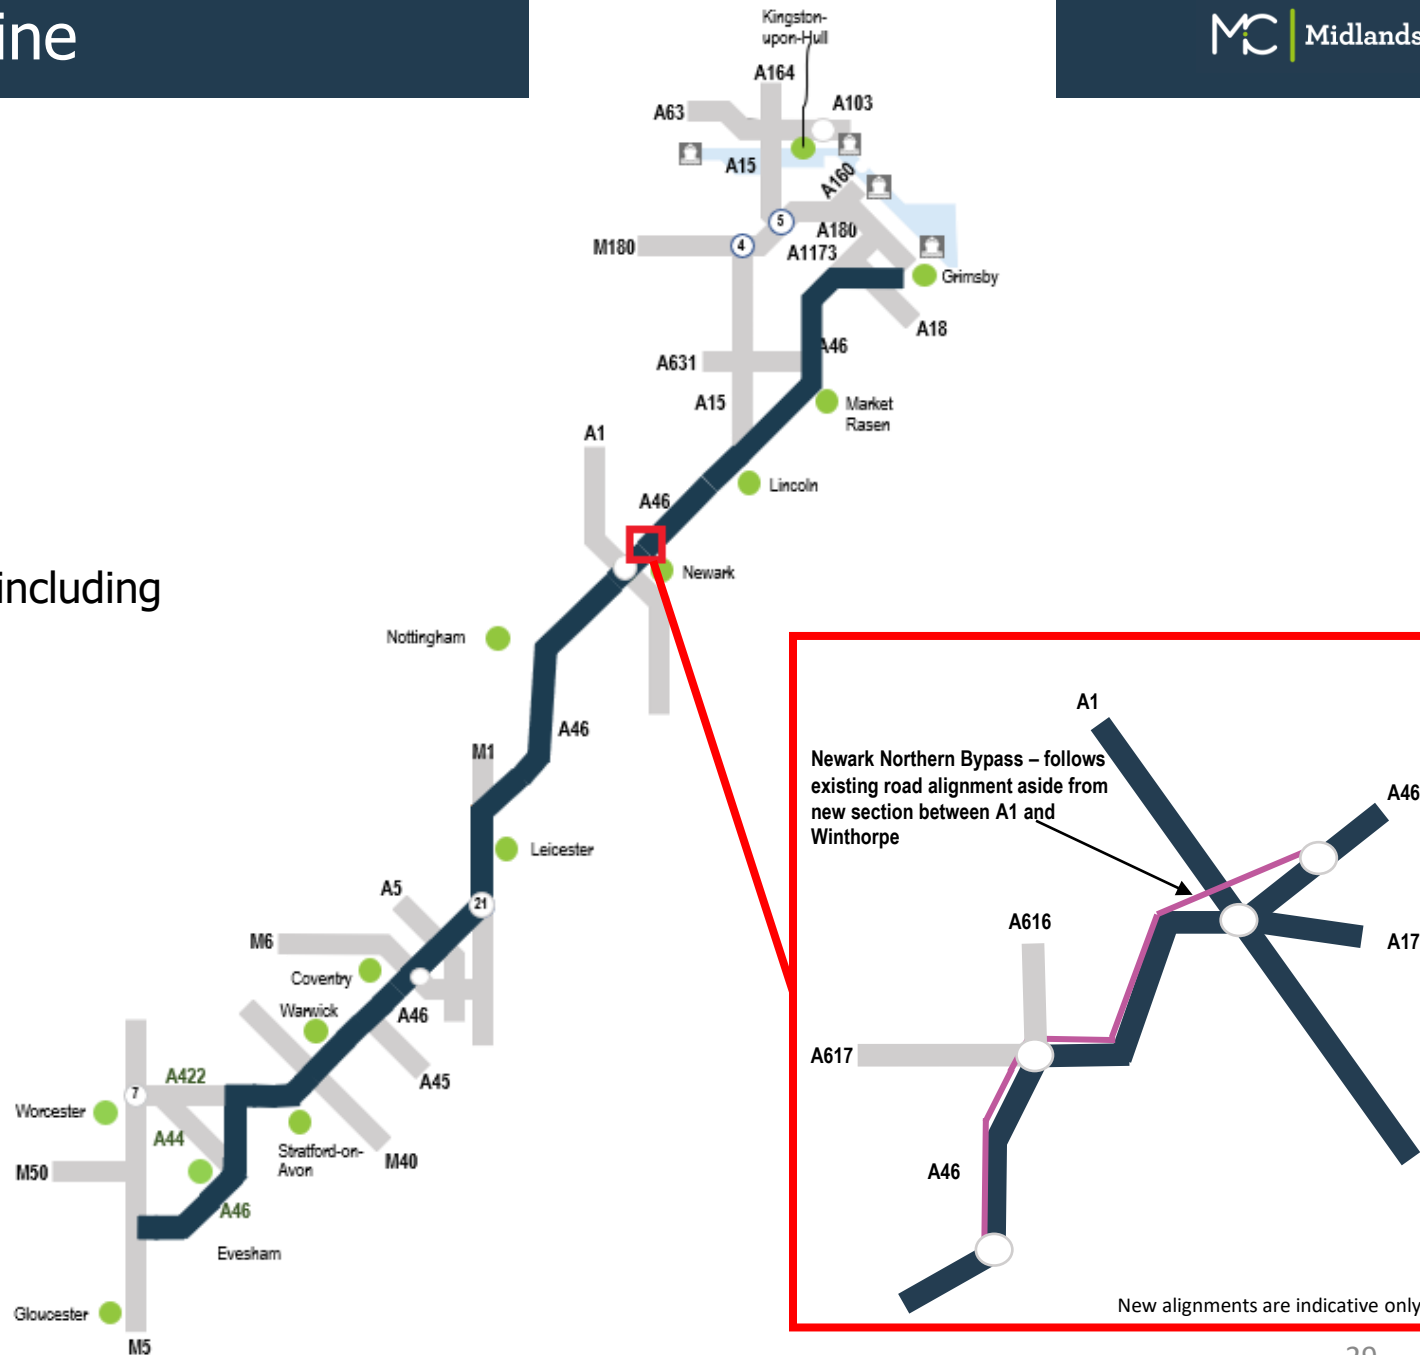 ine
Midlands
Kingston-
upon-Hull
A164
A63
A103
A15
A160
5
A180
M180
4
A1173
Grimsby
A18
A631
A46
A15
Market
Rasen
A1
Lincoln
A46
Newark
including
Nottingham
A46
M1
Leicester
A5
21
M6
Coventry
Warwick
A46
A45
A422
7
Worcester
A44
Stratford-on-
Avon
M40
M50
A46
Evesham
Gloucester
M5
A1
Newark Northern Bypass – follows
existing road alignment aside from
new section between A1 and
Winthorpe
A46
A616
A17
A617
A46
New alignments are indicative only